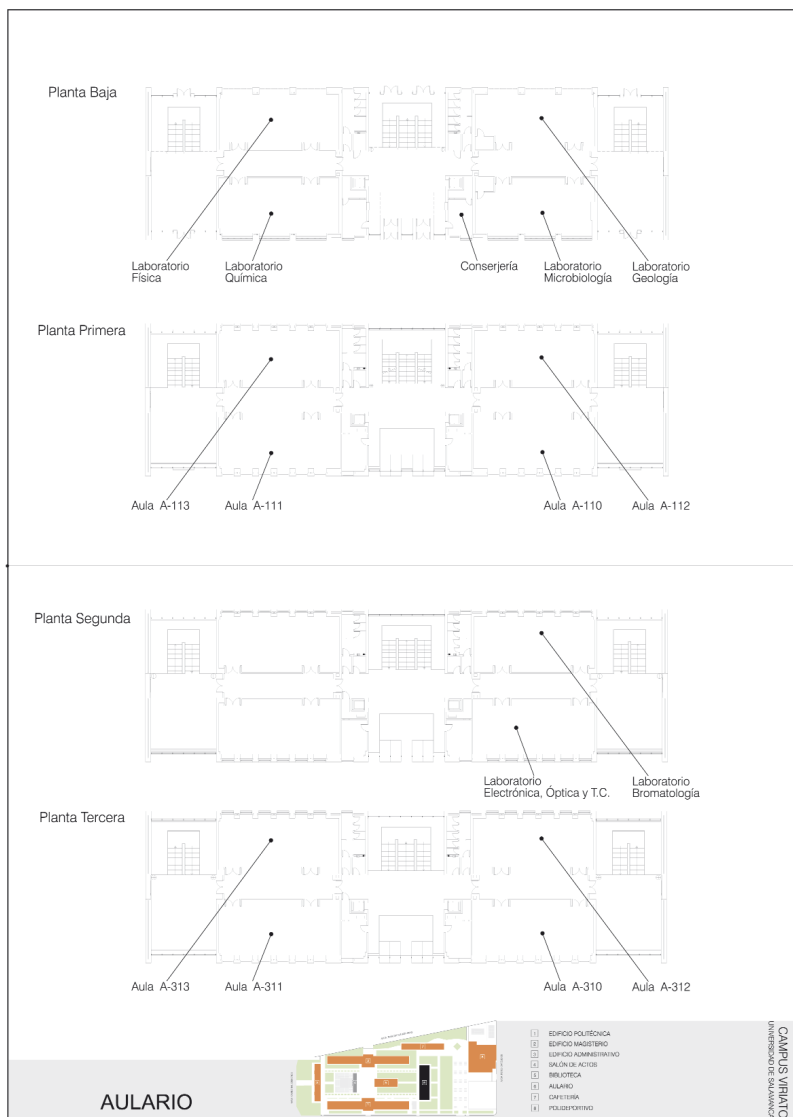 Planta Baja
Laboratorio
Física
Laboratorio
Química
Conserjería
Laboratorio
Microbiología
Laboratorio
Geología
Planta Primera
Aula A-113
Aula A-111
Aula A-110
Aula A-112
Planta Segunda
Laboratorio
Electrónica, Óptica y T.C.
Laboratorio
Bromatología
Planta Tercera
Aula A-313
Aula A-311
Aula A-310
Aula A-312
AULARIO
1 EDIFICIO POLITÉCNICA
2 EDIFICIO MAGISTERIO
3 EDIFICIO ADMINISTRATIVO
4 SALÓN DE ACTOS
5 BIBLIOTECA
6 AULARIO
7 CAFETERÍA
8 POLIDEPORTIVO
CAMPUS VIRIATO
UNIVERSIDAD DE SALAMANCA